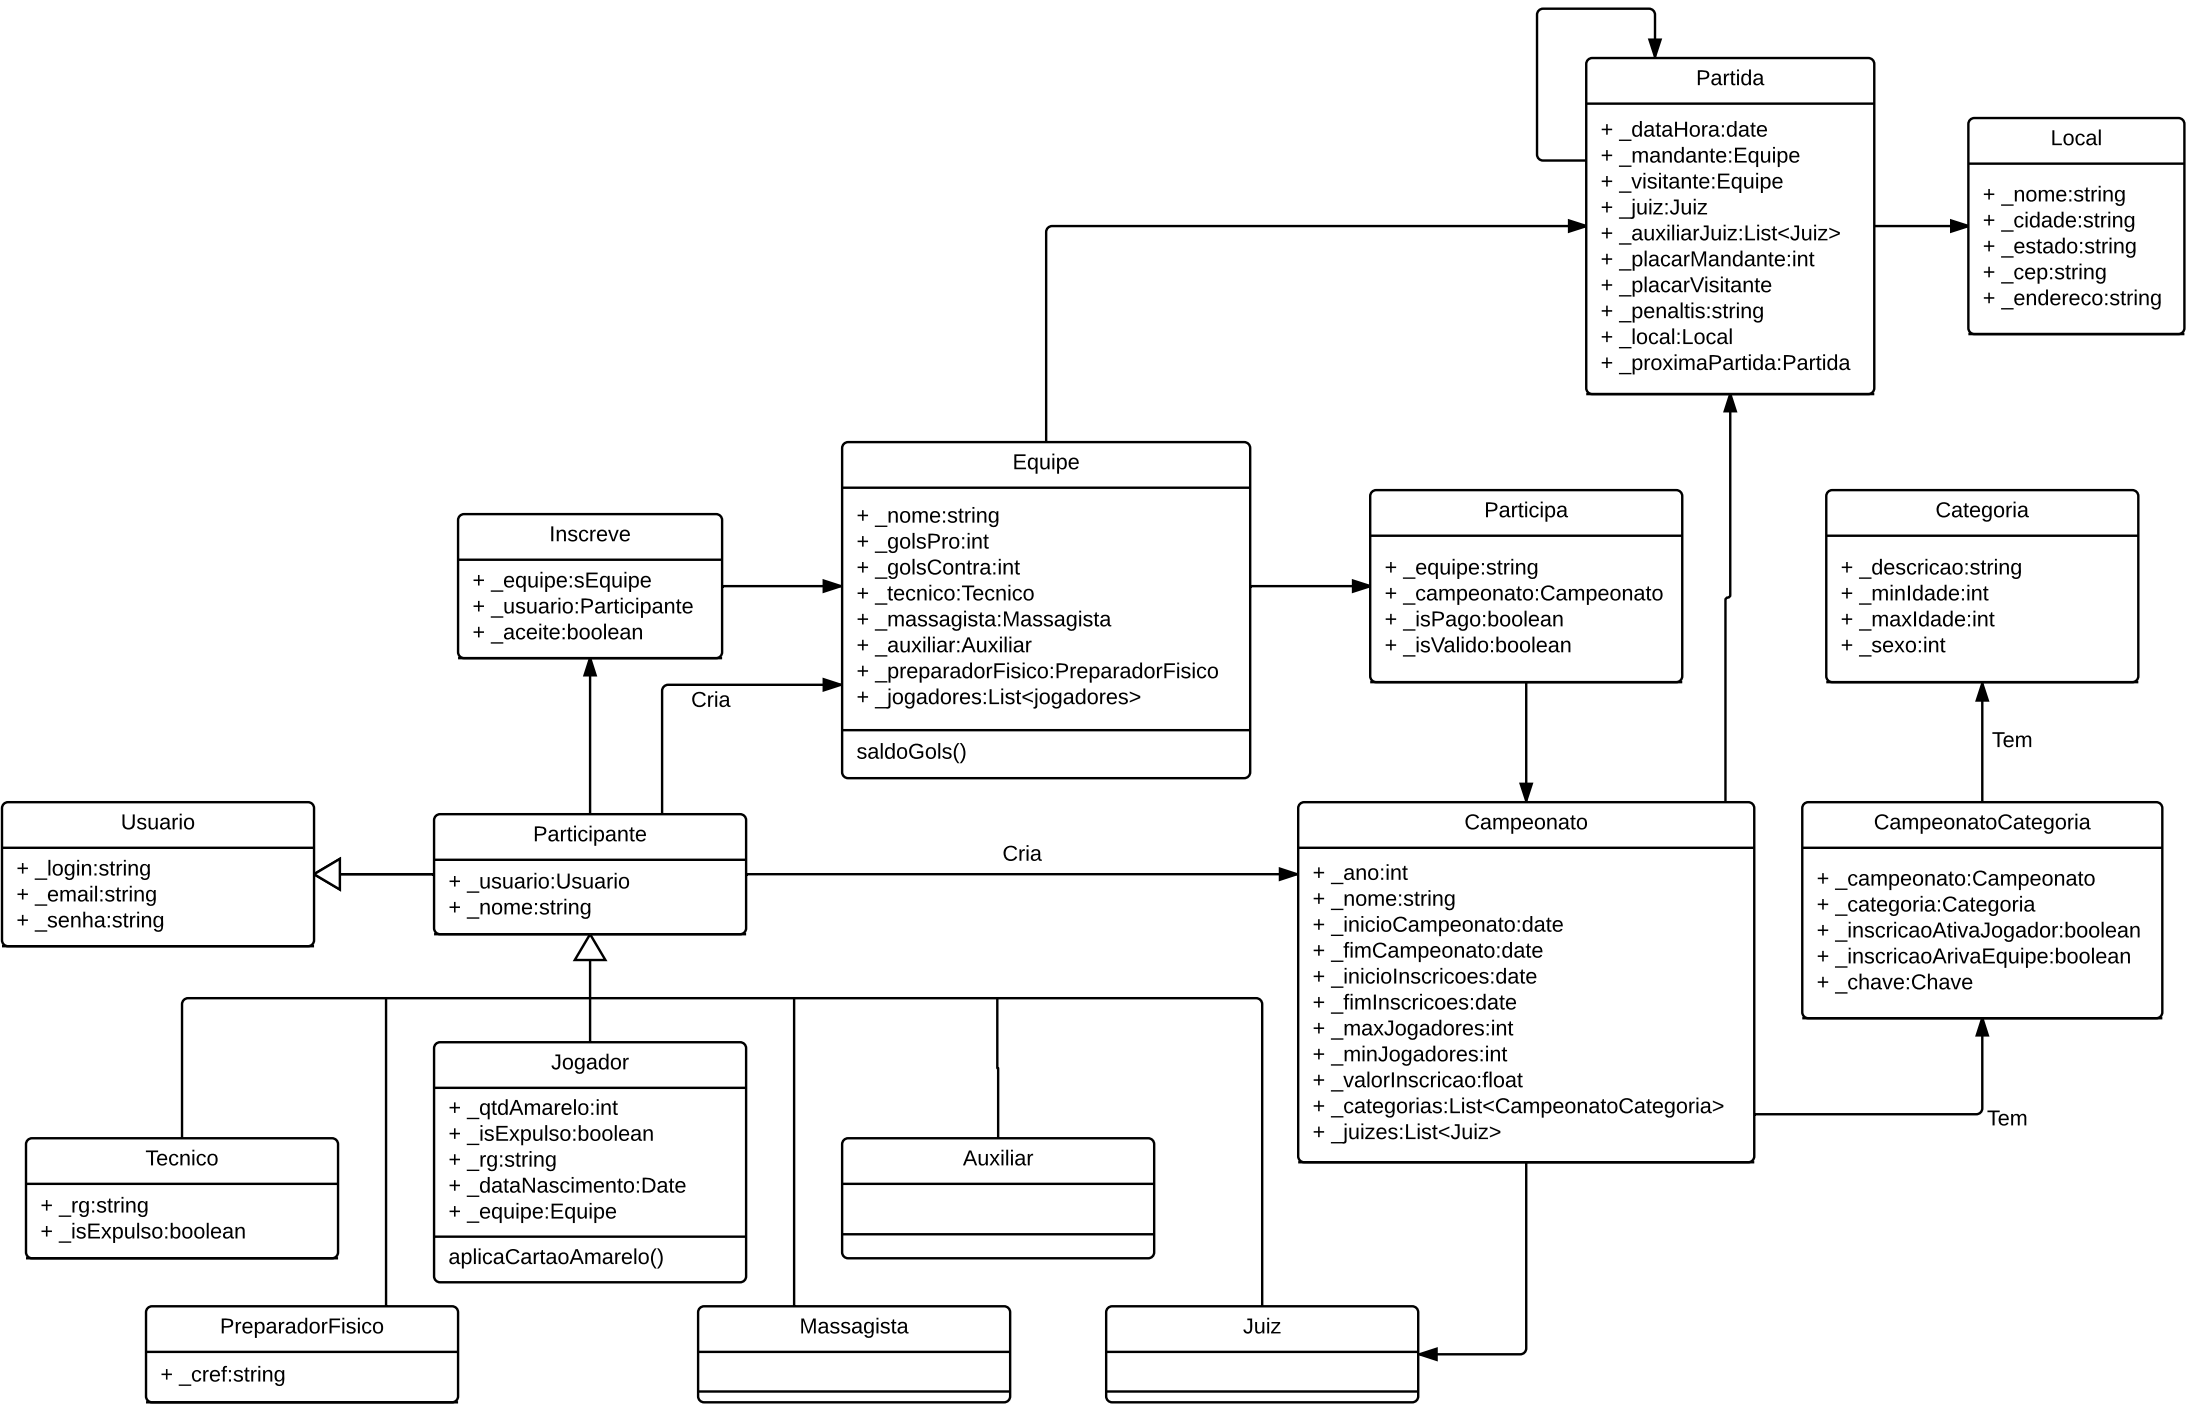 Partida
+ _dataHora:date
+ _mandante:Equipe
+ _visitante:Equipe
+ _juiz:Juiz
+ _auxiliarJuiz:List<Juiz>
+ _placarMandante:int
+ _placarVisitante
+ _penaltis:string
+ _local:Local
+ _proximaPartida:Partida
Local
+ _nome:string
+ _cidade:string
+ _estado:string
+ _cep:string
+ _endereco:string
Inscreve
+ _equipe:sEquipe
+ _usuario:Participante
+ _aceite:boolean
Equipe
+ _nome:string
+ _golsPro:int
+ _golsContra:int
+ _tecnico:Tecnico
+ _massagista:Massagista
+ _auxiliar:Auxiliar
+ _preparadorFisico:PreparadorFisico
+ _jogadores:List<jogadores>
saldoGols()
Participa
+ _equipe:string
+ _campeonato:Campeonato
+ _isPago:boolean
+ _isValido:boolean
Categoria
+ _descricao:string
+ _minIdade:int
+ _maxIdade:int
+ _sexo:int
Cria
Tem
Usuario
+ _login:string
+ _email:string
+ _senha:string
Participante
+ _usuario:Usuario
+ _nome:string
Cria
Campeonato
+ _ano:int
+ _nome:string
+ _inicioCampeonato:date
+ _fimCampeonato:date
+ _inicioInscricoes:date
+ _fimInscricoes:date
+ _maxJogadores:int
+ _minJogadores:int
+ _valorInscricao:float
+ _categorias:List<CampeonatoCategoria>
+ _juizes:List<Juiz>
CampeonatoCategoria
+ _campeonato:Campeonato
+ _categoria:Categoria
+ _inscricaoAtivaJogador:boolean
+ _inscricaoArivaEquipe:boolean
+ _chave:Chave
Tem
Tecnico
+ _rg:string
+ _isExpulso:boolean
Jogador
+ _qtdAmarelo:int
+ _isExpulso:boolean
+ _rg:string
+ _dataNascimento:Date
+ _equipe:Equipe
aplicaCartaoAmarelo()
Auxiliar
PreparadorFisico
+ _cref:string
Massagista
Juiz